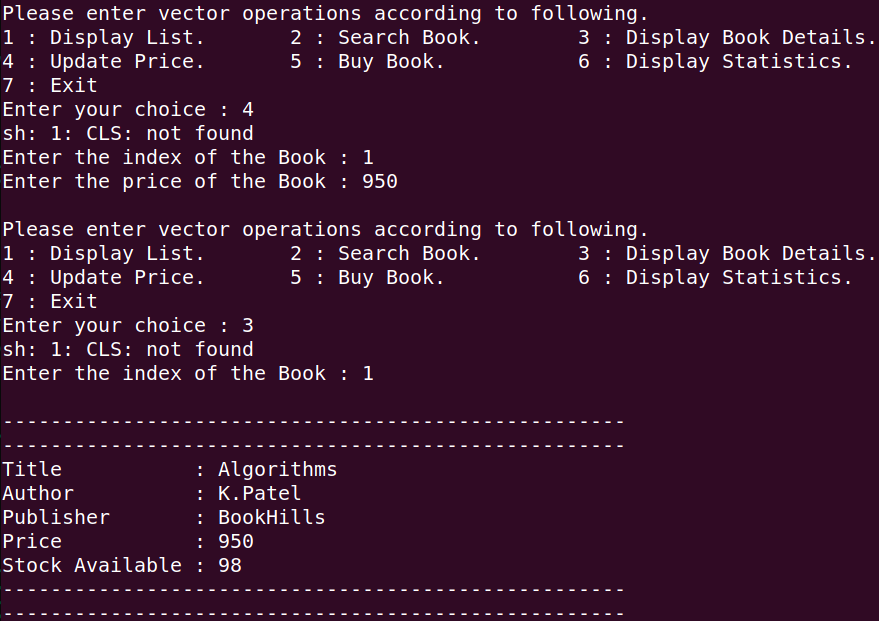 Please enter vector operations according to following.
1 : Display List.       2 : Search Book.        3 : Display Book Details.
4 : Update Price.       5 : Buy Book.           6 : Display Statistics.
7 : Exit
Enter your choice : 4
sh: 1: CLS: not found
Enter the index of the Book : 1
Enter the price of the Book : 950

Please enter vector operations according to following.
1 : Display List.       2 : Search Book.        3 : Display Book Details.
4 : Update Price.       5 : Buy Book.           6 : Display Statistics.
7 : Exit
Enter your choice : 3
sh: 1: CLS: not found
Enter the index of the Book : 1

----------------------------------------------------
----------------------------------------------------
Title           : Algorithms
Author          : K.Patel
Publisher       : BookHills
Price           : 950
Stock Available : 98
----------------------------------------------------
----------------------------------------------------